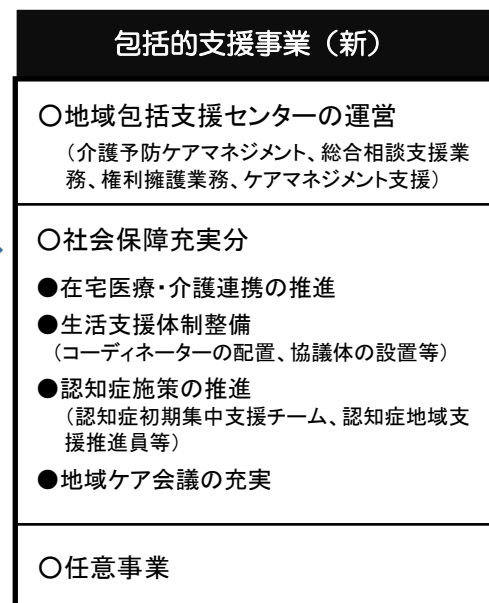 包括的支援事業（新）
〇地域包括支援センターの運営
（介護予防ケアマネジメント、総合相談支援業
務、権利擁護業務、ケアマネジメント支援）
〇社会保障充実分
●在宅医療・介護連携の推進
●生活支援体制整備
（コーディネーターの配置、協議体の設置等）
●認知症施策の推進
（認知症初期集中支援チーム、認知症地域支
援推進員等）
●地域ケア会議の充実
〇任意事業